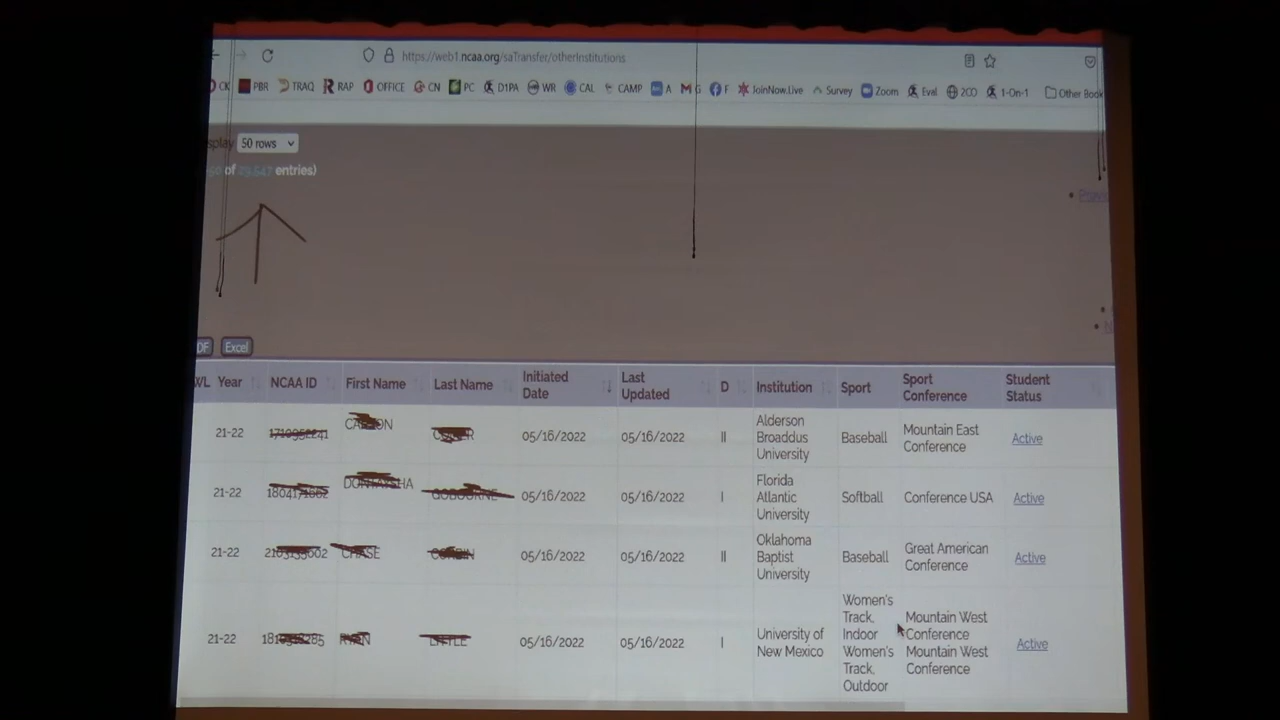 https://web1.ncaa.org/saTransfer/otherInstitutions
CK PBR TRAQ RAP OFFICE CN PC D1PA WR CAL CAMP A G F JoinNow.Live Survey Zoom Eval 2C0 1-On-1 Other Book
splay 50 rows
of entries)
DF Excel
WL Year NCAA ID First Name Last Name Initiated Date Last Updated D Institution Sport Sport Conference Student Status
21-22 05/16/2022 05/16/2022 II Alderson Broaddus University Baseball Mountain East Conference Active
21-22 05/16/2022 05/16/2022 I Florida Atlantic University Softball Conference USA Active
21-22 05/16/2022 05/16/2022 II Oklahoma Baptist University Baseball Great American Conference Active
21-22 05/16/2022 05/16/2022 I University of New Mexico Women's Track, Indoor Women's Track, Outdoor Mountain West Conference Mountain West Conference Active